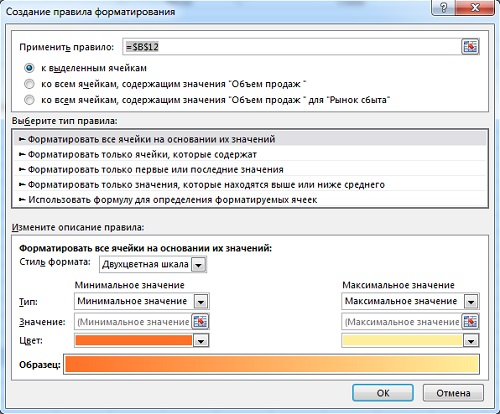 Создание правила форматирования
Применить правило: =$B$12
к выделенным ячейкам
ко всем ячейкам, содержащим значения "Объем продаж "
ко всем ячейкам, содержащим значения "Объем продаж " для "Рынок сбыта"
Выберите тип правила:
► Форматировать все ячейки на основании их значений
► Форматировать только ячейки, которые содержат
► Форматировать только первые или последние значения
► Форматировать только значения, которые находятся выше или ниже среднего
► Использовать формулу для определения форматируемых ячеек
Измените описание правила:
Форматировать все ячейки на основании их значений:
Стиль формата: Двухцветная шкала
Минимальное значение Максимальное значение
Тип: Минимальное значение Максимальное значение
Значение: (Минимальное значение (Максимальное значение
Цвет:
Образец:
ОК Отмена